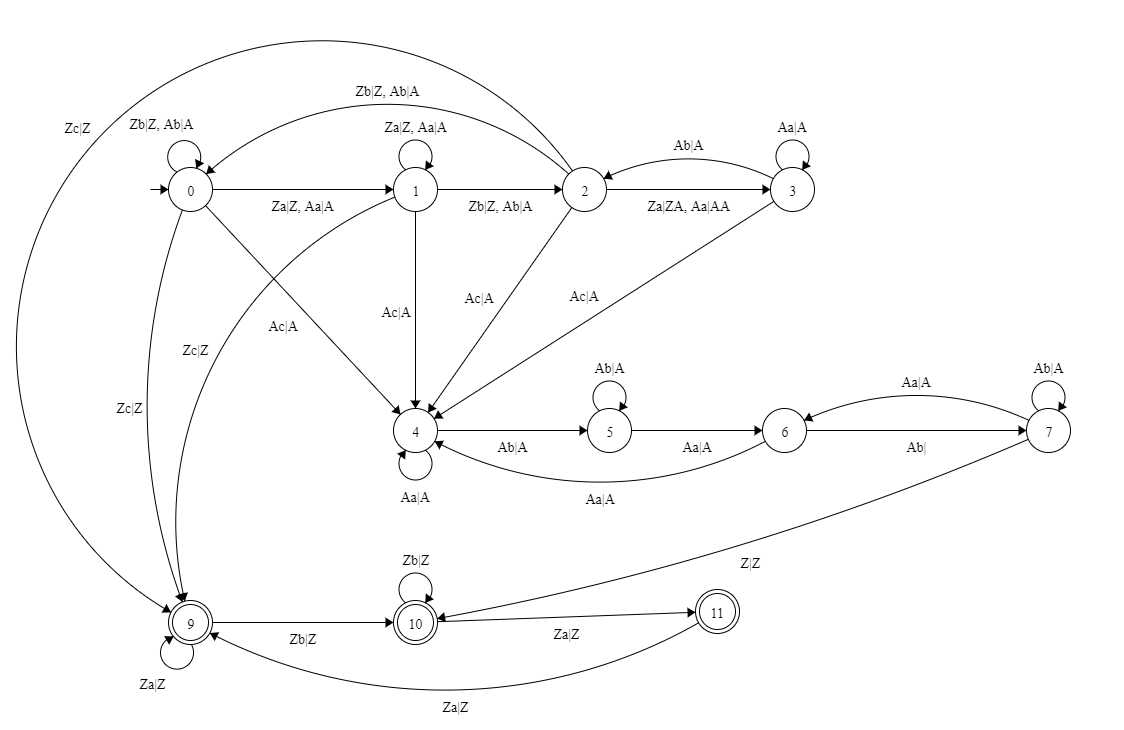 Zb|Z, Ab|A
Zc|Z
Zb|Z, Ab|A
Za|Z, Aa|A
Aa|A
Ab|A
0
1
2
3
Za|Z, Aa|A
Zb|Z, Ab|A
Za|ZA, Aa|AA
Ac|A
Ac|A
Ac|A
Ac|A
Zc|Z
Zc|Z
Ab|A
Aa|A
Ab|A
4
5
6
7
Ab|A
Aa|A
Ab|
Aa|A
Aa|A
Zb|Z
Z|Z
9
10
11
Zb|Z
Za|Z
Za|Z
Za|Z